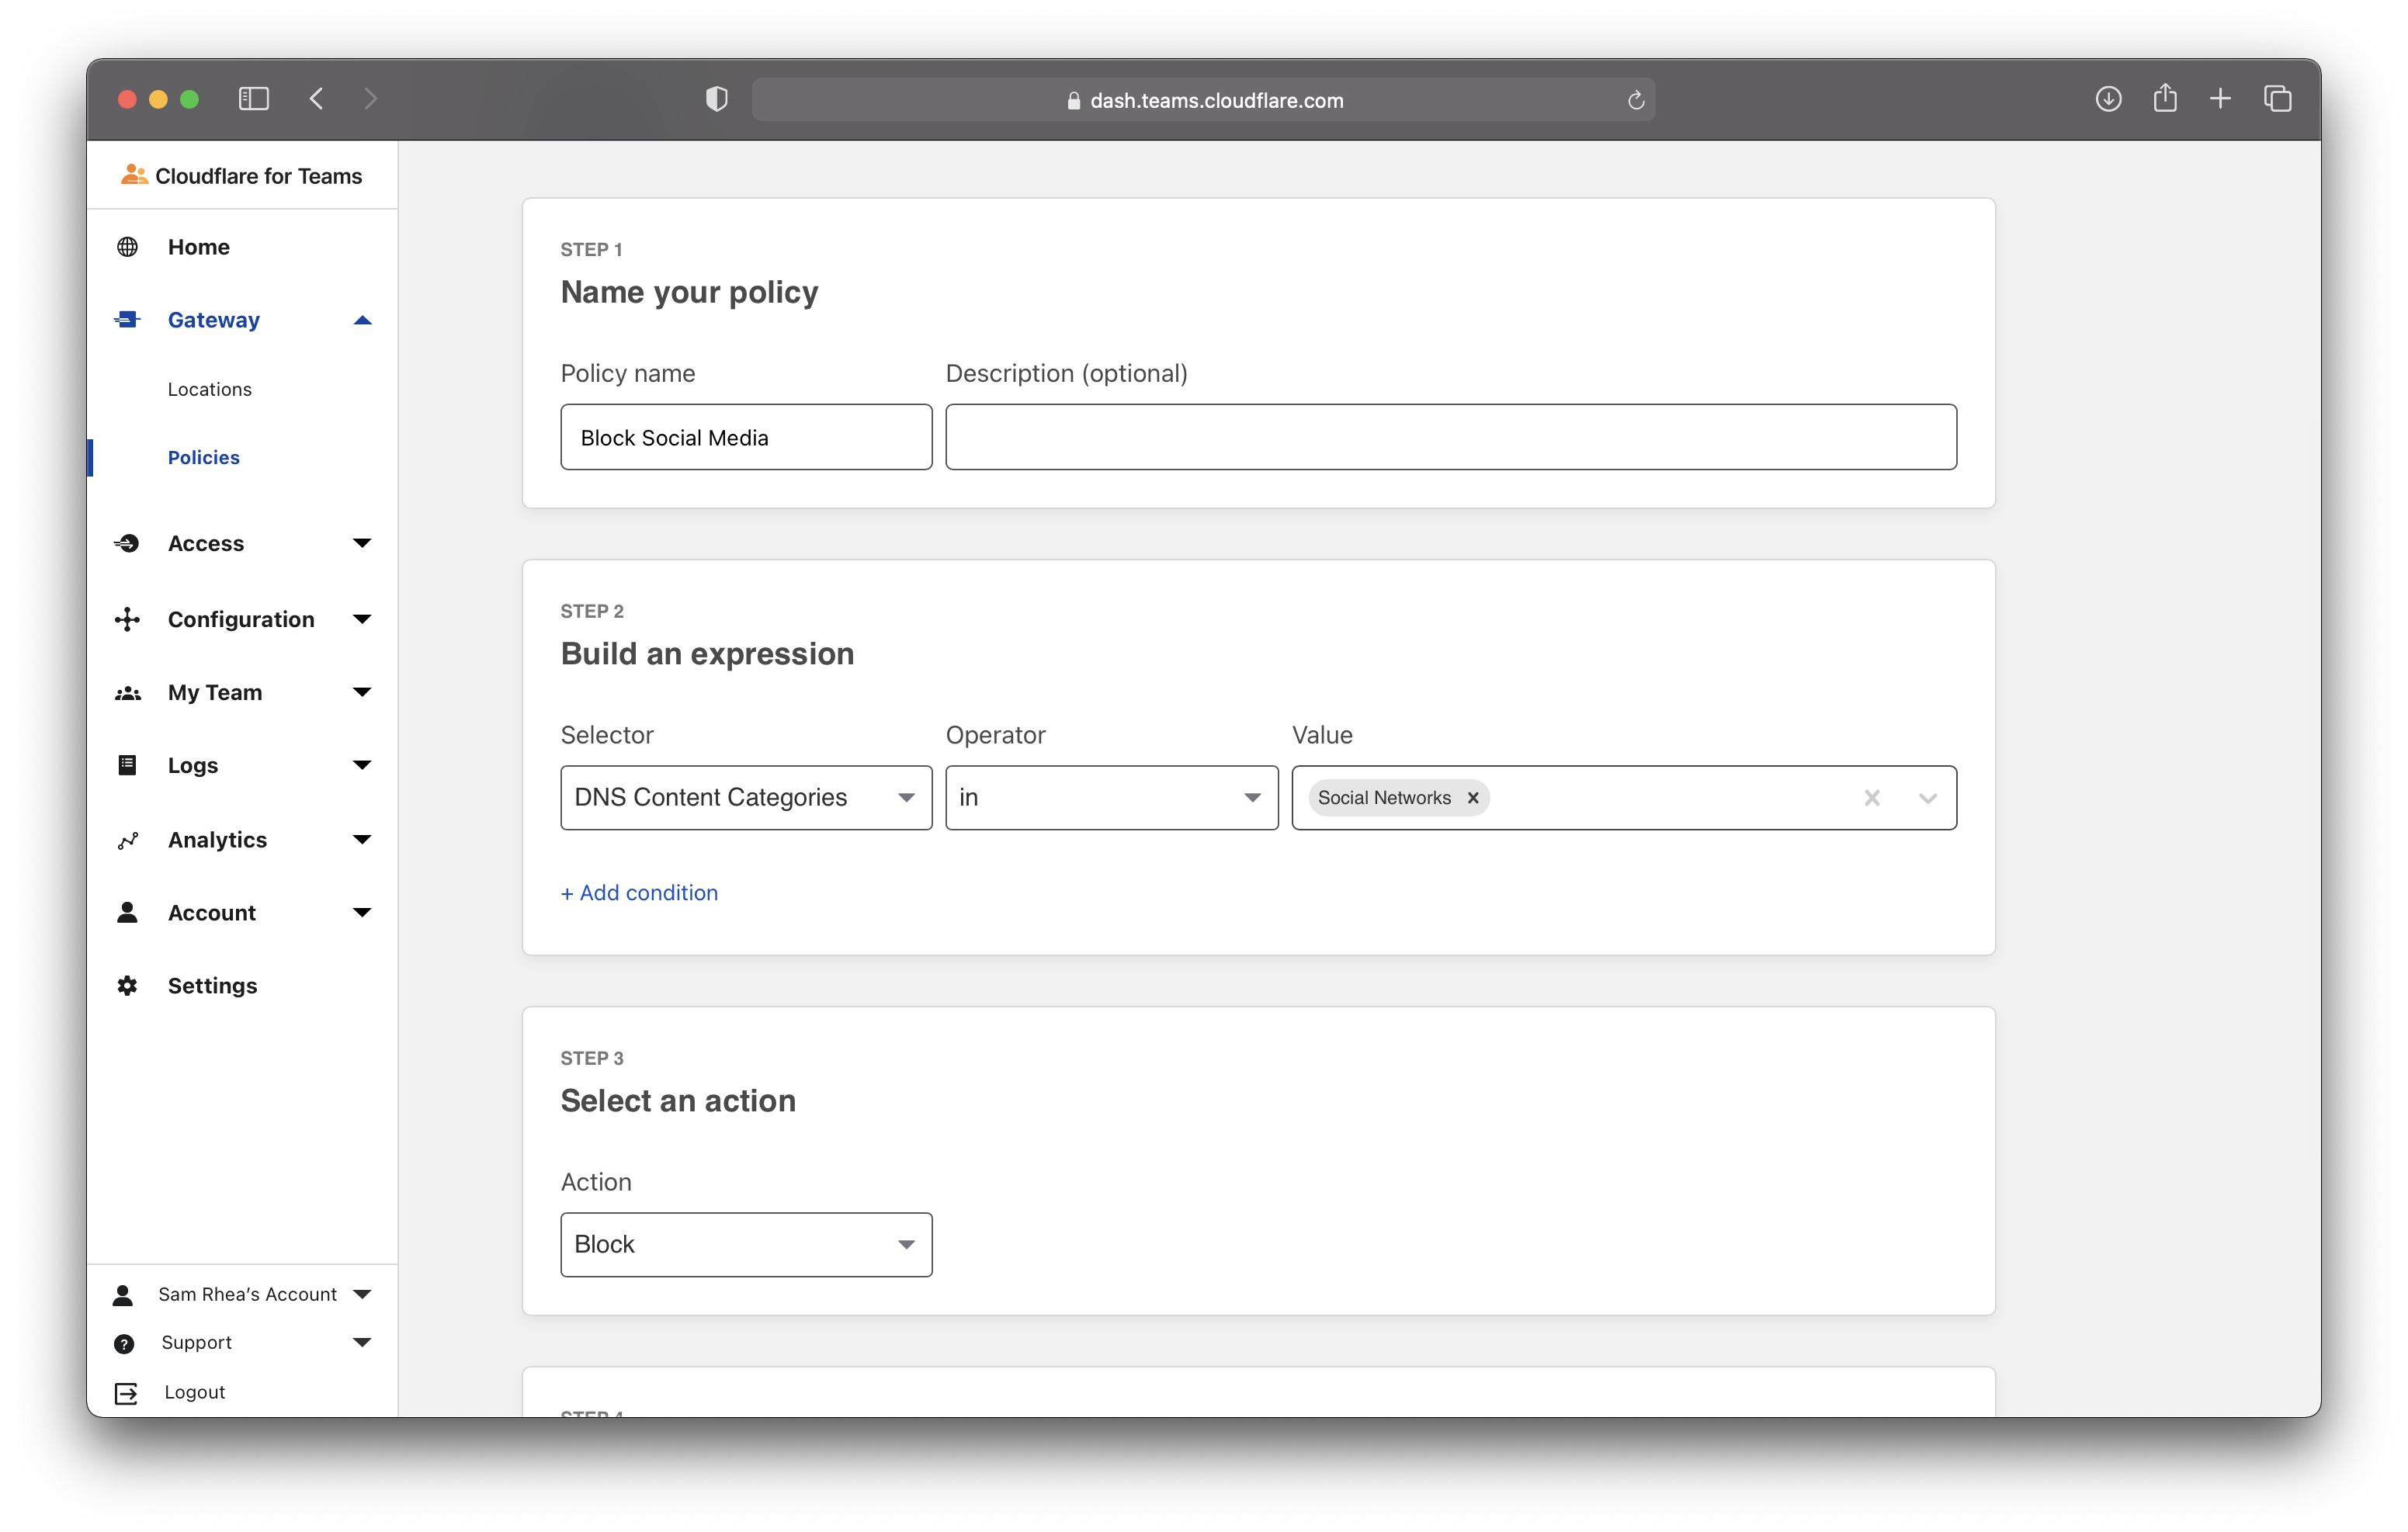 dash.teams.cloudflare.com
Cloudflare for Teams
Home
Gateway
Locations
Policies
Access
Configuration
My Team
Logs
Analytics
Account
Settings
Sam Rhea’s Account
Support
Logout
STEP 1
Name your policy
Policy name Description (optional)
Block Social Media
STEP 2
Build an expression
Selector Operator Value
DNS Content Categories in Social Networks
+ Add condition
STEP 3
Select an action
Action
Block
STEP 4